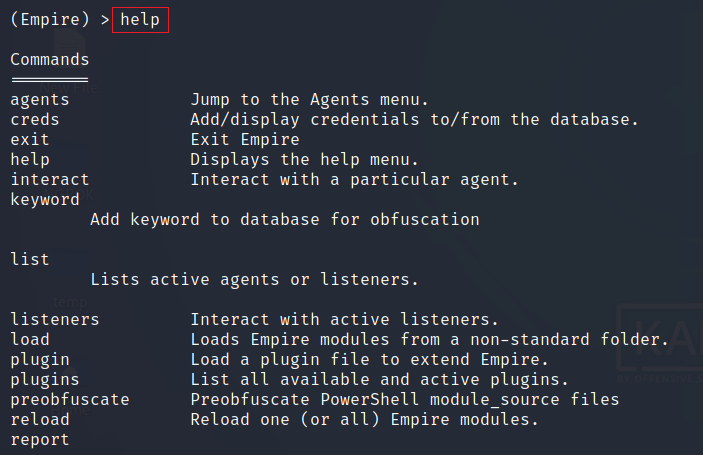 (Empire) > help
Commands
========
agents Jump to the Agents menu.
creds Add/display credentials to/from the database.
exit Exit Empire
help Displays the help menu.
interact Interact with a particular agent.
keyword
Add keyword to database for obfuscation
list
Lists active agents or listeners.
listeners Interact with active listeners.
load Loads Empire modules from a non-standard folder.
plugin Load a plugin file to extend Empire.
plugins List all available and active plugins.
preobfuscate Preobfuscate PowerShell module_source files
reload Reload one (or all) Empire modules.
report
KA